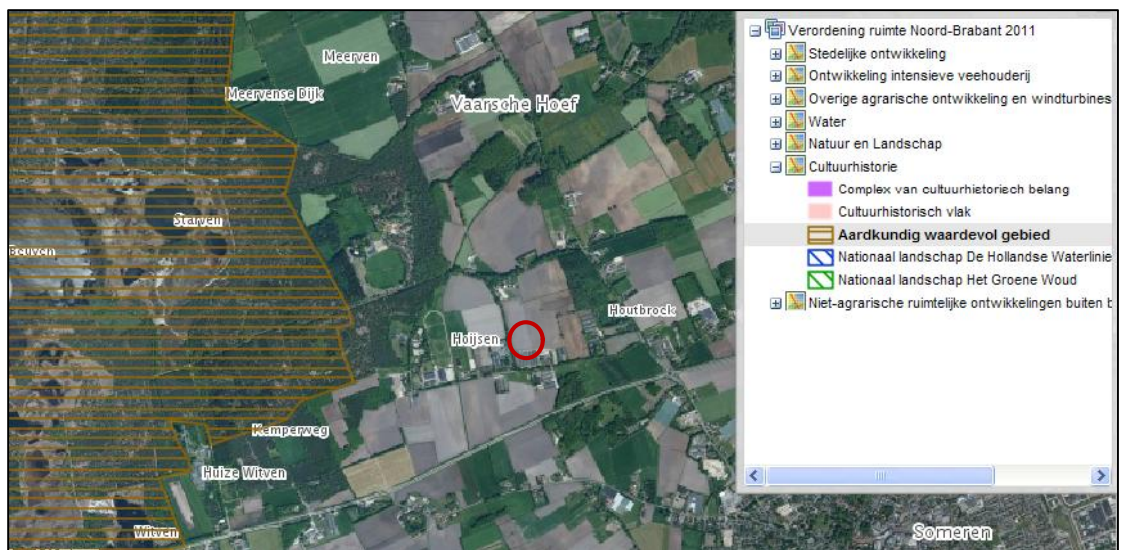 Meerven
Meervense Dijk
Vaarsche Hoef
Starven
Beuven
Houtbroek
Hoijsen
Kemperweg
Huize Witven
Witven
Someren
Verordening ruimte Noord-Brabant 2011
Stedelijke ontwikkeling
Ontwikkeling intensieve veehouderij
Overige agrarische ontwikkeling en windturbines
Water
Natuur en Landschap
Cultuurhistorie
Complex van cultuurhistorisch belang
Cultuurhistorisch vlak
Aardkundig waardevol gebied
Nationaal landschap De Hollandse Waterlinie
Nationaal landschap Het Groene Woud
Niet-agrarische ruimtelijke ontwikkelingen buiten b